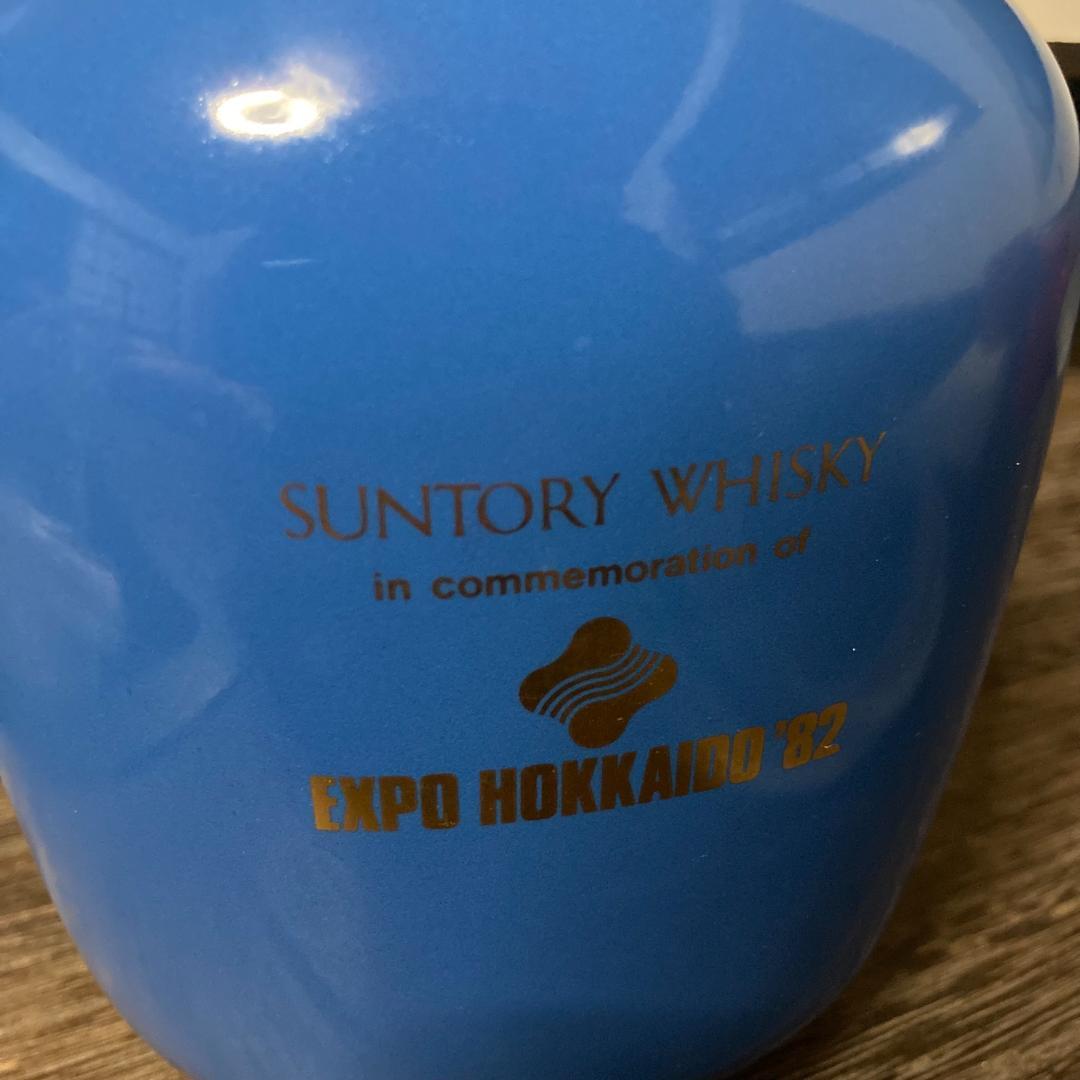 SUNTORY WHISKY
in commemoration of
EXPO HOKKAIDO '82